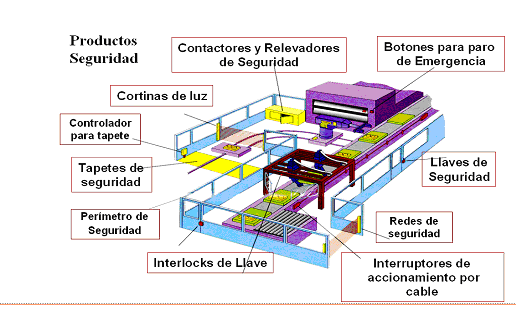 Productos
Seguridad
Contactores y Relevadores
de Seguridad
Botones para paro
de Emergencia
Cortinas de luz
Controlador
para tapete
Tapetes de
seguridad
Llaves de
Seguridad
Perímetro de
Seguridad
Redes de
seguridad
Interlocks de Llave
Interruptores de
accionamiento por
cable